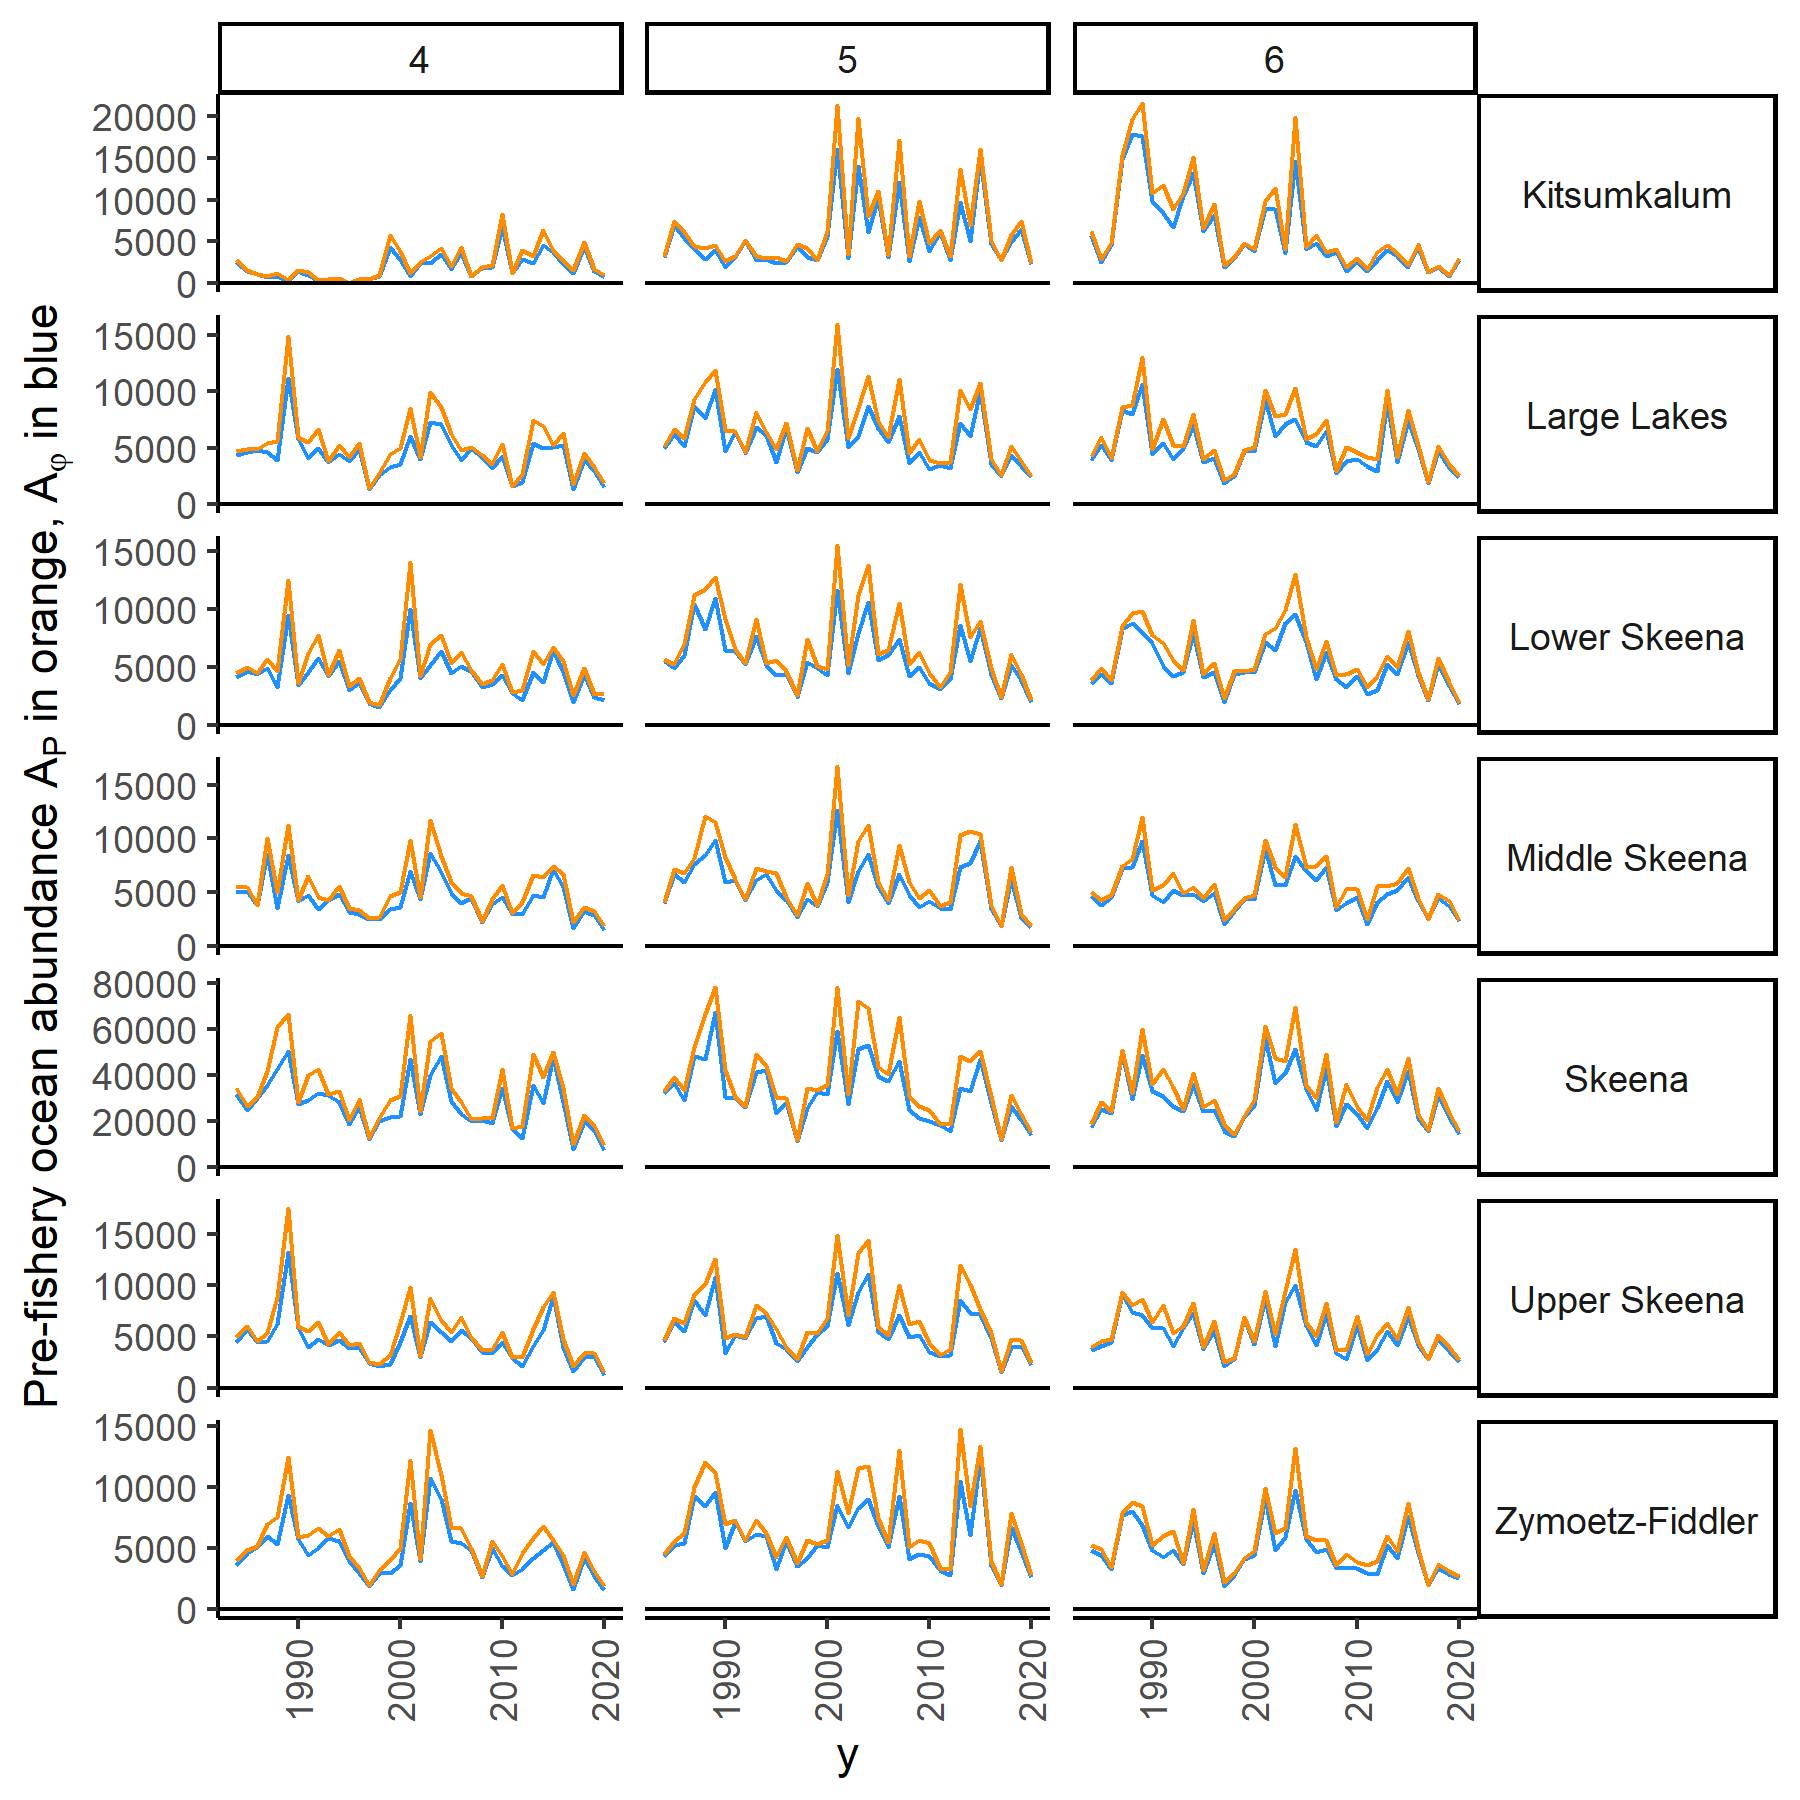 4 5 6
20000
15000
10000
5000
0
Kitsumkalum
15000
10000
5000
0
Large Lakes
15000
10000
5000
0
Lower Skeena
15000
10000
5000
0
Middle Skeena
80000
60000
40000
20000
0
Skeena
15000
10000
5000
0
Upper Skeena
15000
10000
5000
0
Zymoetz-Fiddler
1990 2000 2010 2020 1990 2000 2010 2020 1990 2000 2010 2020
y
Pre-fishery ocean abundance AP in orange, Aφ in blue